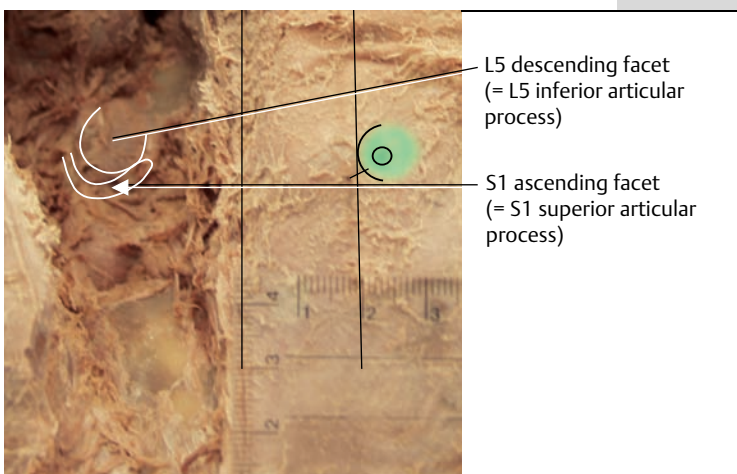 L5 descending facet
(= L5 inferior articular
process)
S1 ascending facet
(= S1 superior articular
process)
4
1
2
3
3
2